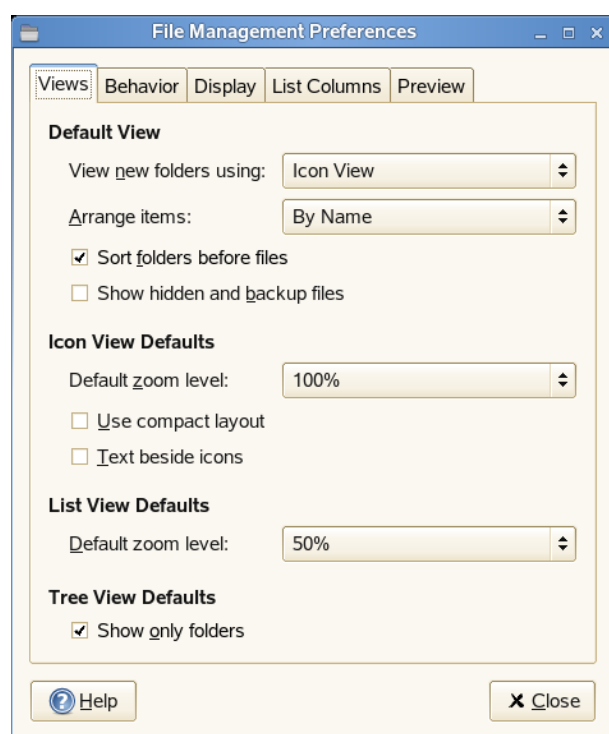 File Management Preferences
Views Behavior Display List Columns Preview
Default View
View new folders using: Icon View
Arrange items: By Name
Sort folders before files
Show hidden and backup files
Icon View Defaults
Default zoom level: 100%
Use compact layout
Text beside icons
List View Defaults
Default zoom level: 50%
Tree View Defaults
Show only folders
Help Close